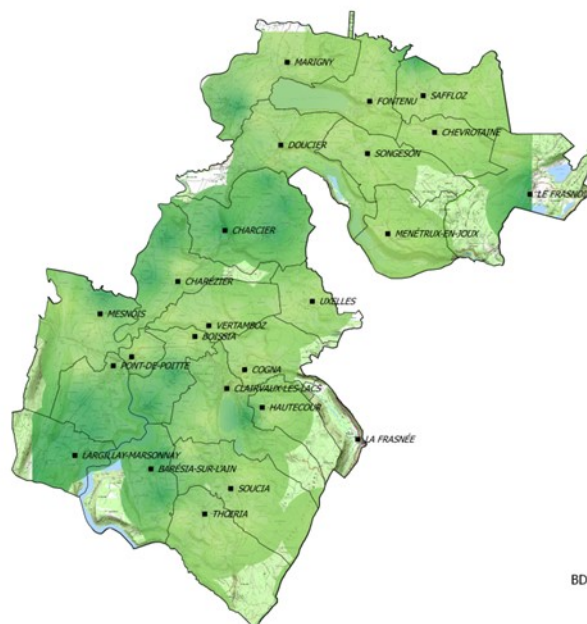 MARIGNY
SAFFLOZ
FONTENU
CHEVROTAINE
DOUCIER
SONGESON
LE FRASNOIS
CHARCIER
MENÉTRUX-EN-JOUX
CHARÉZIER
UXELLES
MESNOIS
VERTAMBOZ
BOISSIA
PONT-DE-POITTE
COGNA
CLAIRVAUX-LES-LACS
HAUTECOUR
LA FRASNÉE
LARGILLAY-MARSONNAY
BARÉSIA-SUR-L'AIN
SOUCIA
THOIRIA
BD